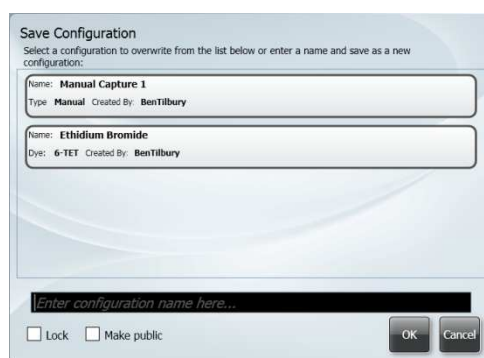 Save Configuration
Select a configuration to overwrite from the list below or enter a name and save as a new
configuration:
Name: Manual Capture 1
Type Manual Created By: BenTilbury
Name: Ethidium Bromide
Dye: 6-TET Created By: BenTilbury
Enter configuration name here...
Lock Make public OK Cancel